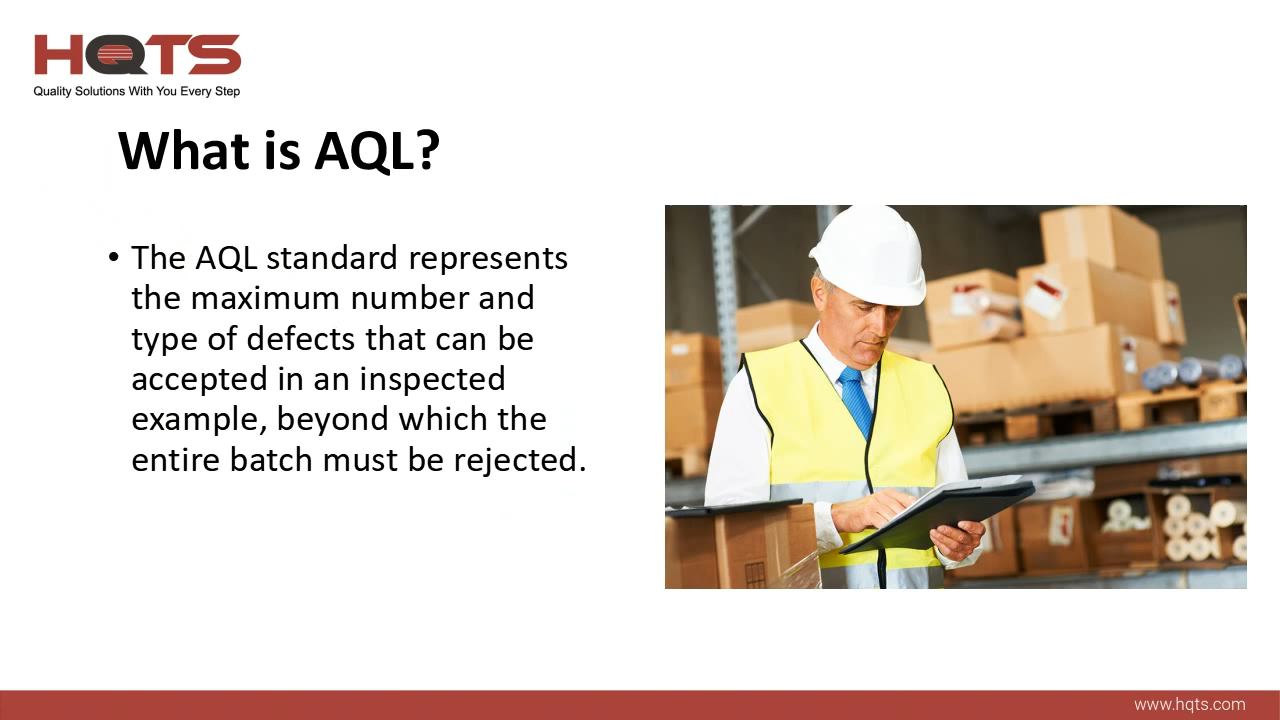 HQTS
Quality Solutions With You Every Step
What is AQL?
• The AQL standard represents
the maximum number and
type of defects that can be
accepted in an inspected
example, beyond which the
entire batch must be rejected.
www.hqts.com